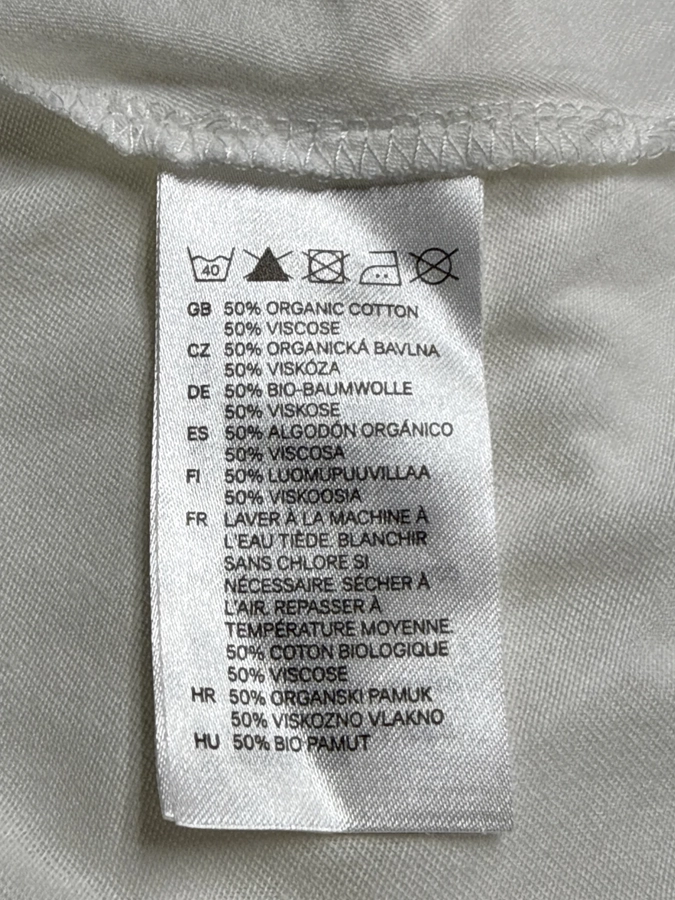 40
GB 50% ORGANIC COTTON
50% VISCOSE
CZ 50% ORGANICKÁ BAVLNA
50% VISKÓZA
DE 50% BIO-BAUMWOLLE
50% VISKOSE
ES 50% ALGODÓN ORGÁNICO
50% VISCOSA
FI 50% LUOMUPUUVILLAA
50% VISKOOSIA
FR LAVER À LA MACHINE À
L'EAU TIÈDE. BLANCHIR
SANS CHLORE SI
NÉCESSAIRE. SÉCHER À
L'AIR. REPASSER À
TEMPÉRATURE MOYENNE.
50% COTON BIOLOGIQUE
50% VISCOSE
HR 50% ORGANSKI PAMUK
50% VISKOZNO VLAKNO
HU 50% BIO PAMUT